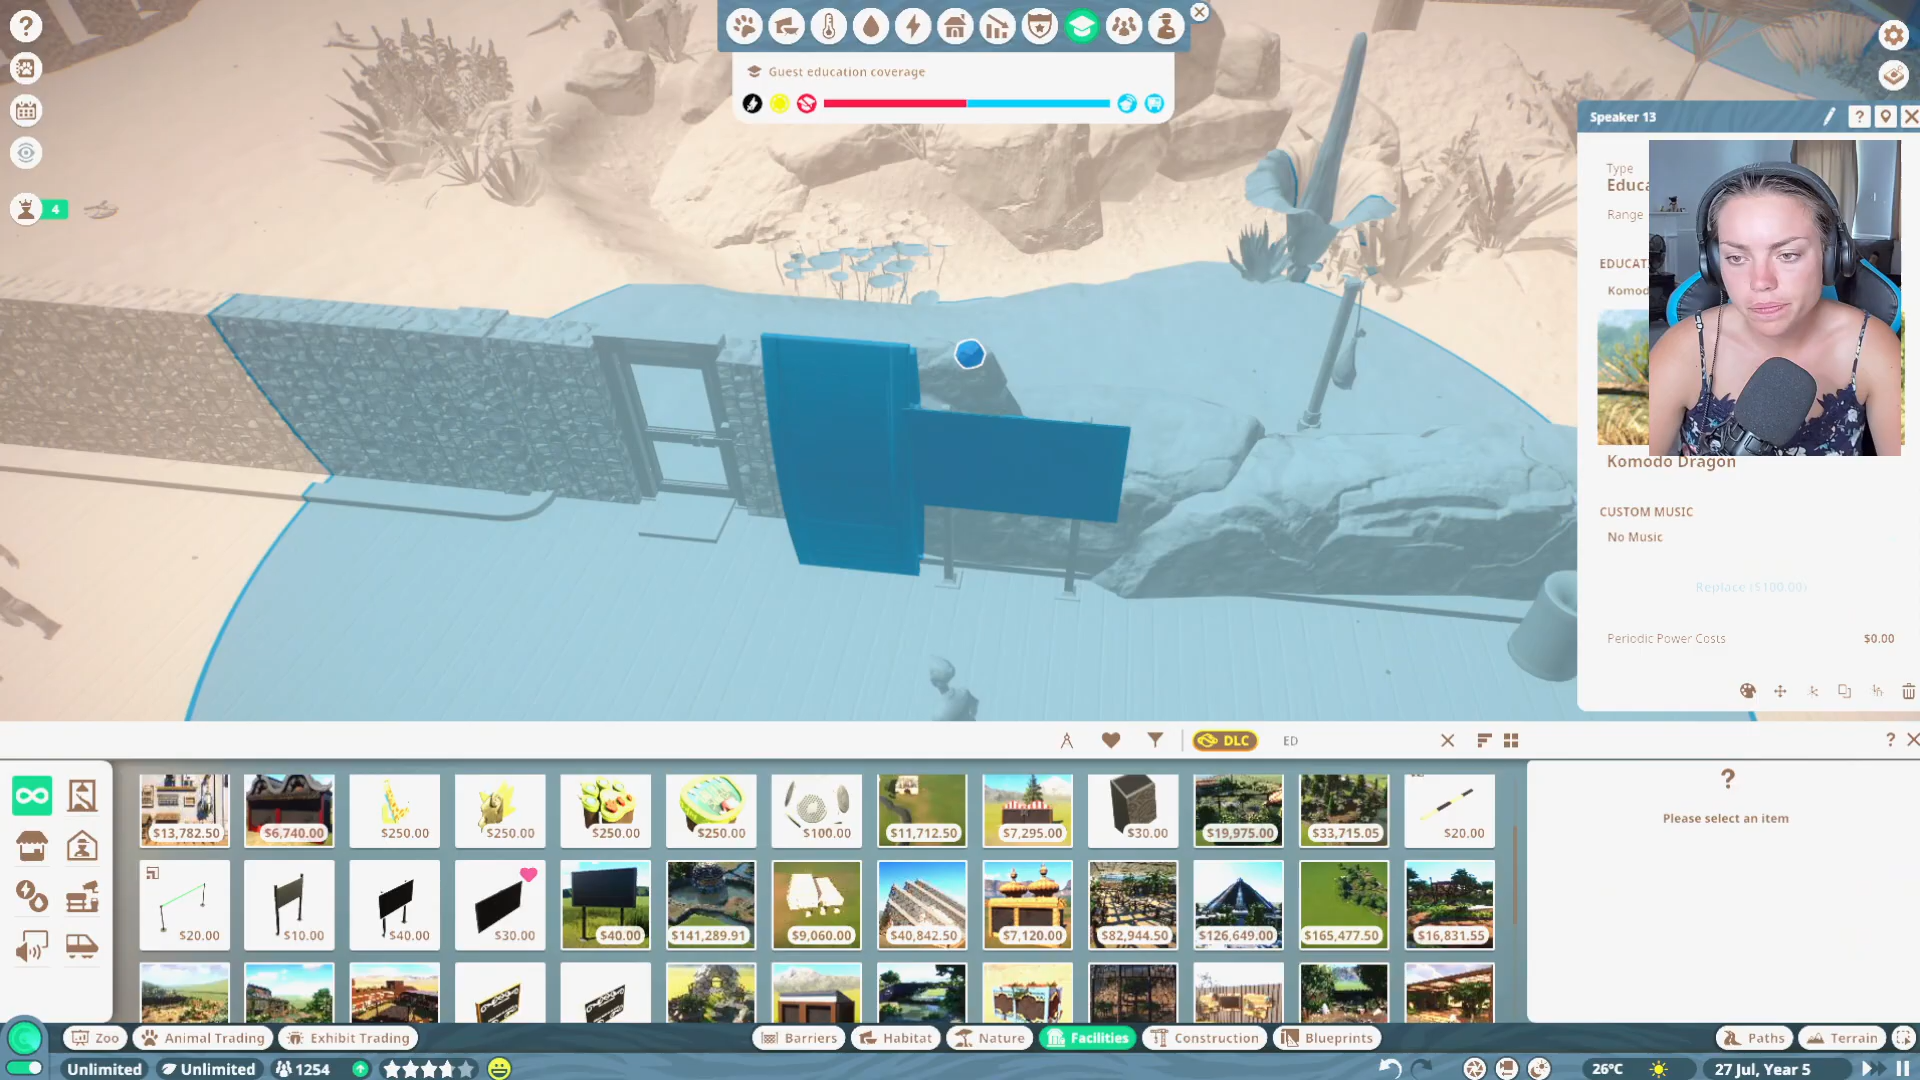 Guest education coverage
4
Speaker 13
Type
Educa
Range
EDUCAT
Komod
Komodo Dragon
CUSTOM MUSIC
No Music
Replace ($100.00)
Periodic Power Costs $0.00
DLC ED
$13,782.50 $6,740.00 $250.00 $250.00 $250.00 $250.00 $100.00 $11,712.50 $7,295.00 $30.00 $19,975.00 $33,715.05 $20.00
Please select an item
$20.00 $10.00 $40.00 $30.00 $40.00 $141,289.91 $9,060.00 $40,842.50 $7,120.00 $82,944.50 $126,649.00 $165,477.50 $16,831.55
Zoo Animal Trading Exhibit Trading Barriers Habitat Nature Facilities Construction Blueprints Paths Terrain
Unlimited Unlimited 1254 26°C 27 Jul, Year 5